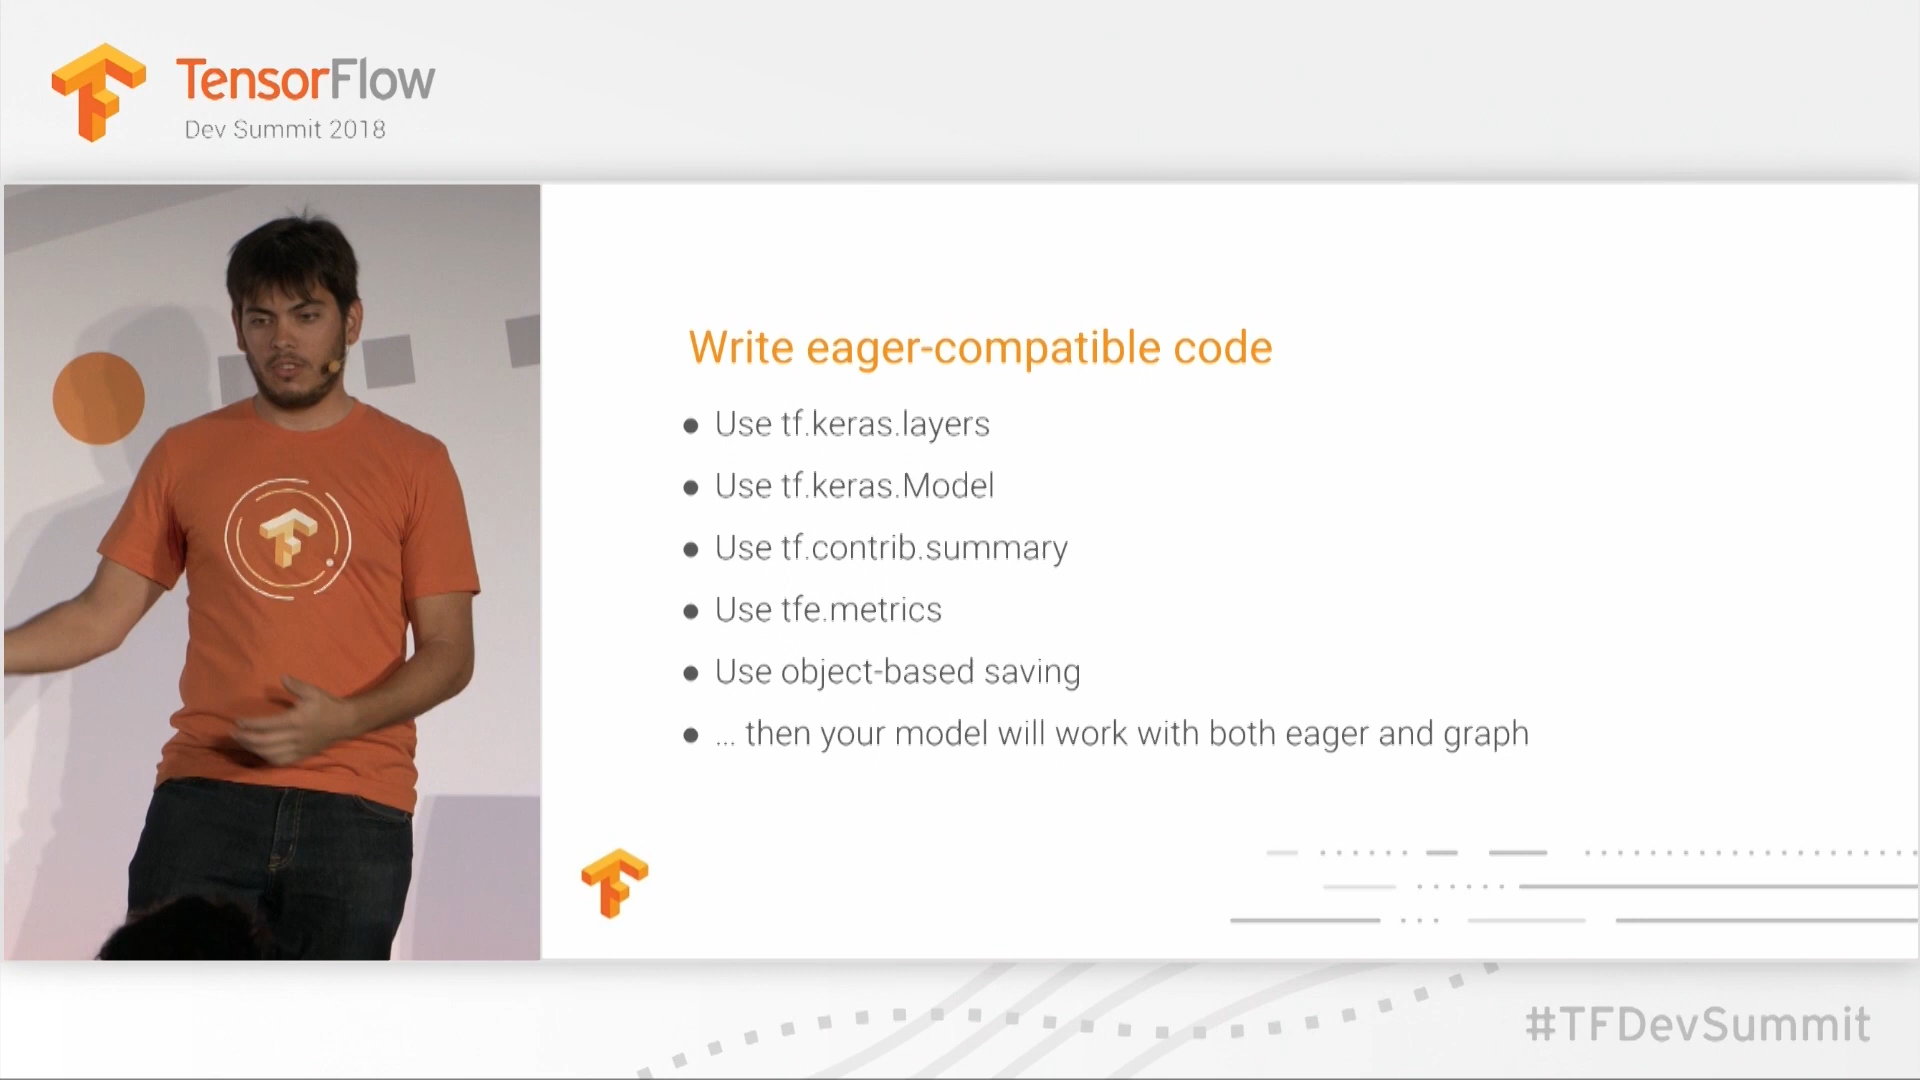 TensorFlow
Dev Summit 2018
Write eager-compatible code
● Use tf.keras.layers
● Use tf.keras.Model
● Use tf.contrib.summary
● Use tfe.metrics
● Use object-based saving
● ... then your model will work with both eager and graph
#TFDevSummit